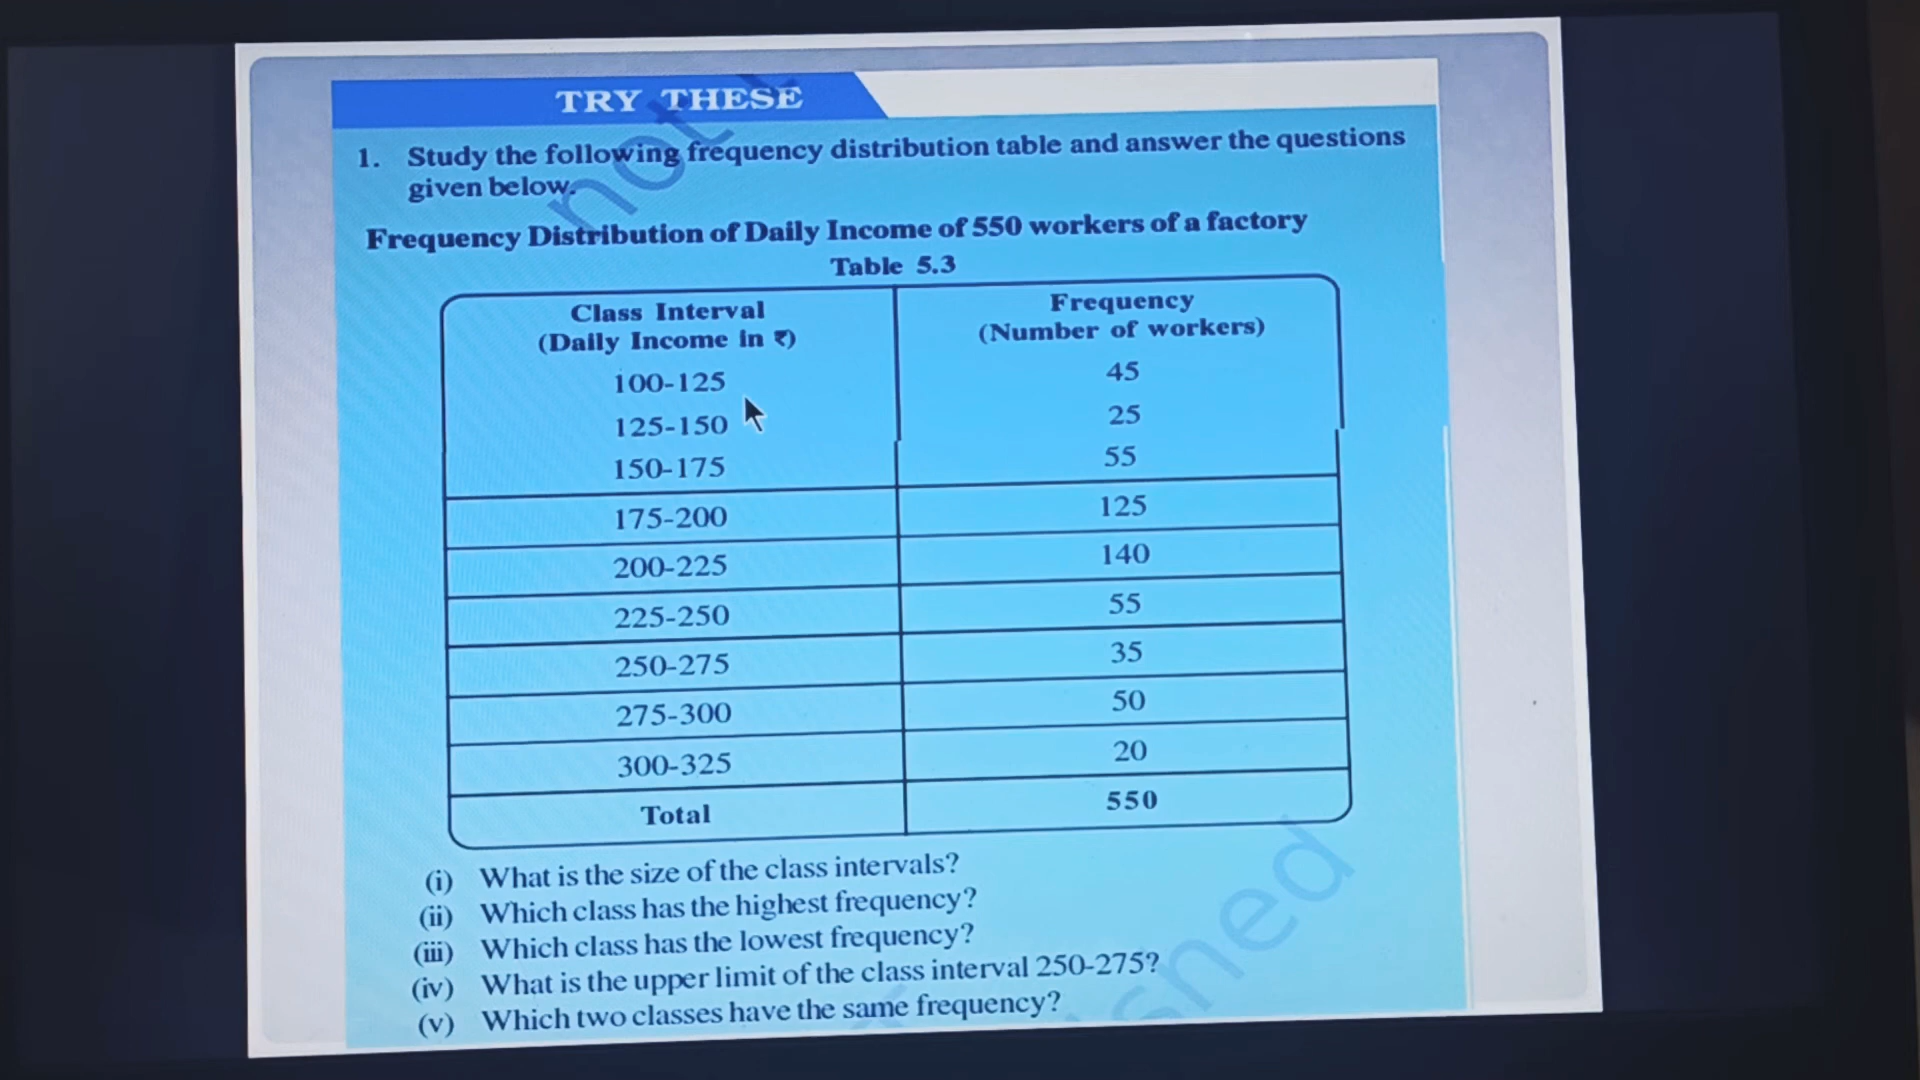 TRY THESE
1. Study the following frequency distribution table and answer the questions
given below.
Frequency Distribution of Daily Income of 550 workers of a factory
Table 5.3
Class Interval Frequency
(Daily Income in ₹) (Number of workers)
100-125 45
125-150 25
150-175 55
175-200 125
200-225 140
225-250 55
250-275 35
275-300 50
300-325 20
Total 550
(i) What is the size of the class intervals?
(ii) Which class has the highest frequency?
(iii) Which class has the lowest frequency?
(iv) What is the upper limit of the class interval 250-275?
(v) Which two classes have the same frequency?
not